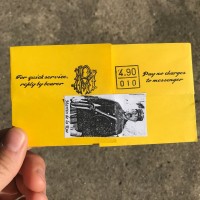 For quick service,
reply by bearer
4.90
010
Pay no charges
to messenger